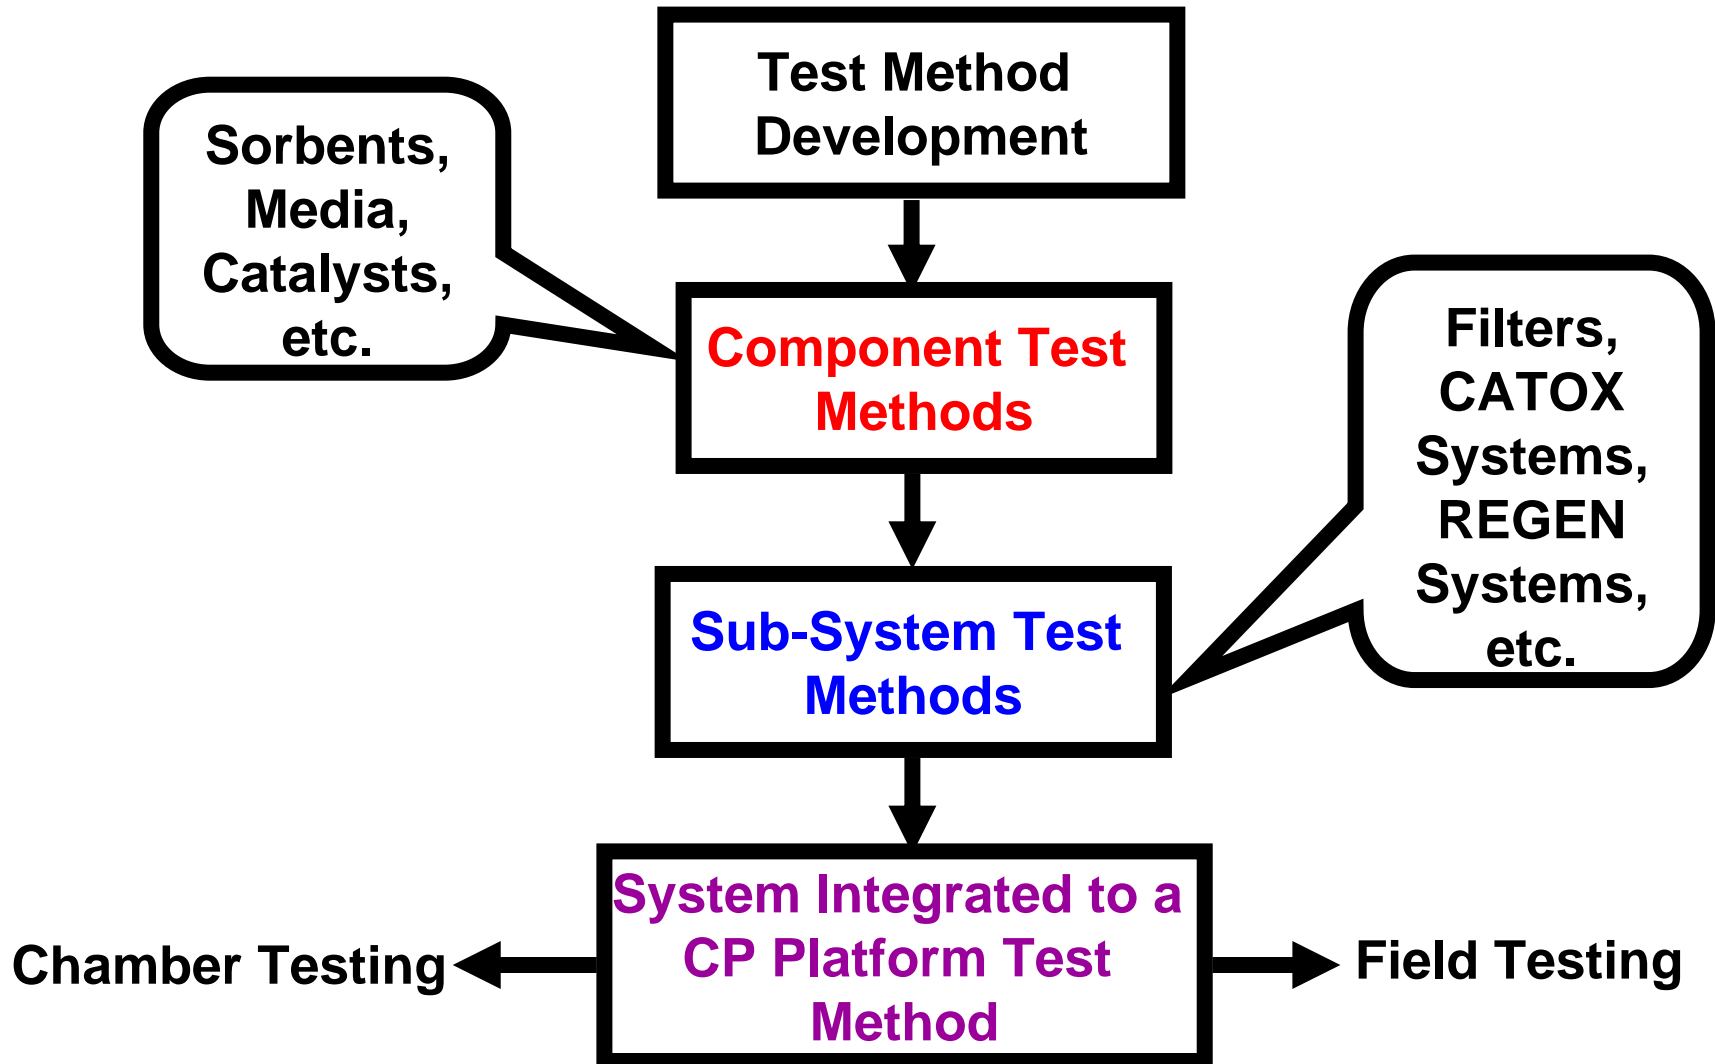 Test Method
Development
Sorbents,
Media,
Catalysts,
etc.
Component Test
Methods
Filters,
CATOX
Systems,
REGEN
Systems,
etc.
Sub-System Test
Methods
System Integrated to a
CP Platform Test
Method
Chamber Testing
Field Testing